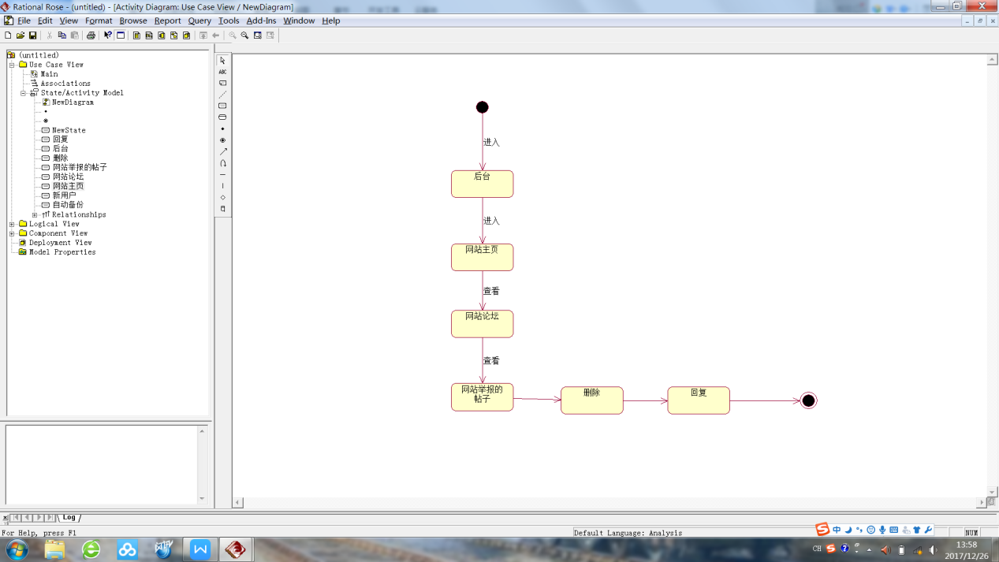 Rational Rose - (untitled) - [Activity Diagram: Use Case View / NewDiagram]
File Edit View Format Browse Report Query Tools Add-Ins Window Help
(untitled)
Use Case View
Main
Associations
State/Activity Model
NewDiagram
NewState
回复
后台
删除
网站举报的帖子
网站论坛
网站主页
新用户
自动备份
Relationships
Logical View
Component View
Deployment View
Model Properties
ABC
进入
后台
进入
网站主页
查看
网站论坛
查看
网站举报的
帖子
删除
回复
Log
For Help, press F1
Default Language: Analysis
NUM
中
CH
13:58
2017/12/26